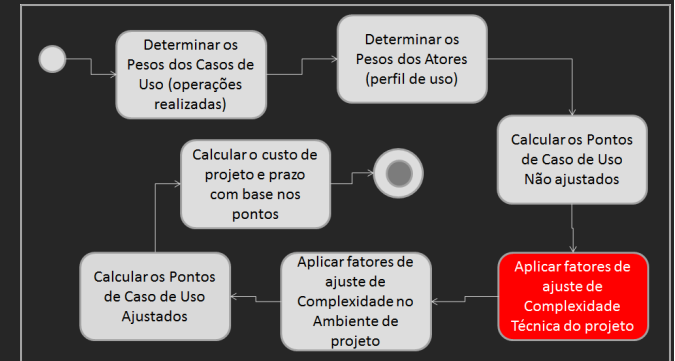 Determinar os
Pesos dos Casos de
Uso (operações
realizadas)
Determinar os
Pesos dos Atores
(perfil de uso)
Calcular os Pontos
de Caso de Uso
Não ajustados
Aplicar fatores de
ajuste de
Complexidade
Técnica do projeto
Aplicar fatores de
ajuste de
Complexidade no
Ambiente de
projeto
Calcular os Pontos
de Caso de Uso
Ajustados
Calcular o custo de
projeto e prazo
com base nos
pontos